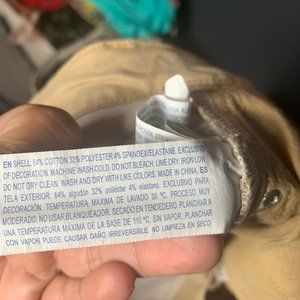 EN SHELL: 64% COTTON 32% POLYESTER 4% SPANDEX/ELASTANE. EXCLUSIVE
OF DECORATION. MACHINE WASH COLD. DO NOT BLEACH. LINE DRY. IRON LOW.
DO NOT DRY CLEAN. WASH AND DRY WITH LIKE COLORS. MADE IN CHINA. ES
TELA EXTERIOR: 64% algodón 32% poliéster 4% elastana. EXCLUSIVO PARA
DECORACIÓN. TEMPERATURA MÁXIMA DE LAVADO 30 °C. PROCESO MUY
MODERADO. NO USAR BLANQUEADOR. SECADO EN TENDEDERO. PLANCHAR A
UNA TEMPERATURA MÁXIMA DE LA BASE DE 110 °C, SIN VAPOR, PLANCHAR
CON VAPOR PUEDE CAUSAR DAÑO IRREVERSIBLE. NO LIMPIEZA EN SECO.